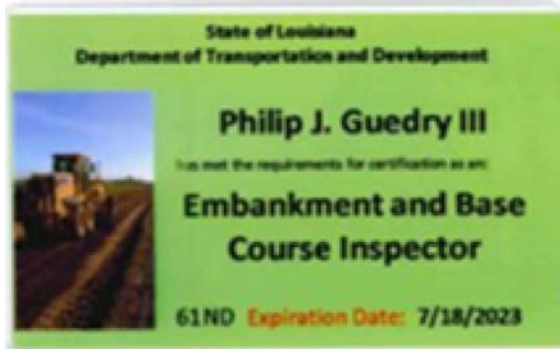 State of Louisiana
Department of Transportation and Development
Philip J. Guedry III
has met the requirements for certification as an:
Embankment and Base
Course Inspector
61ND Expiration Date: 7/18/2023